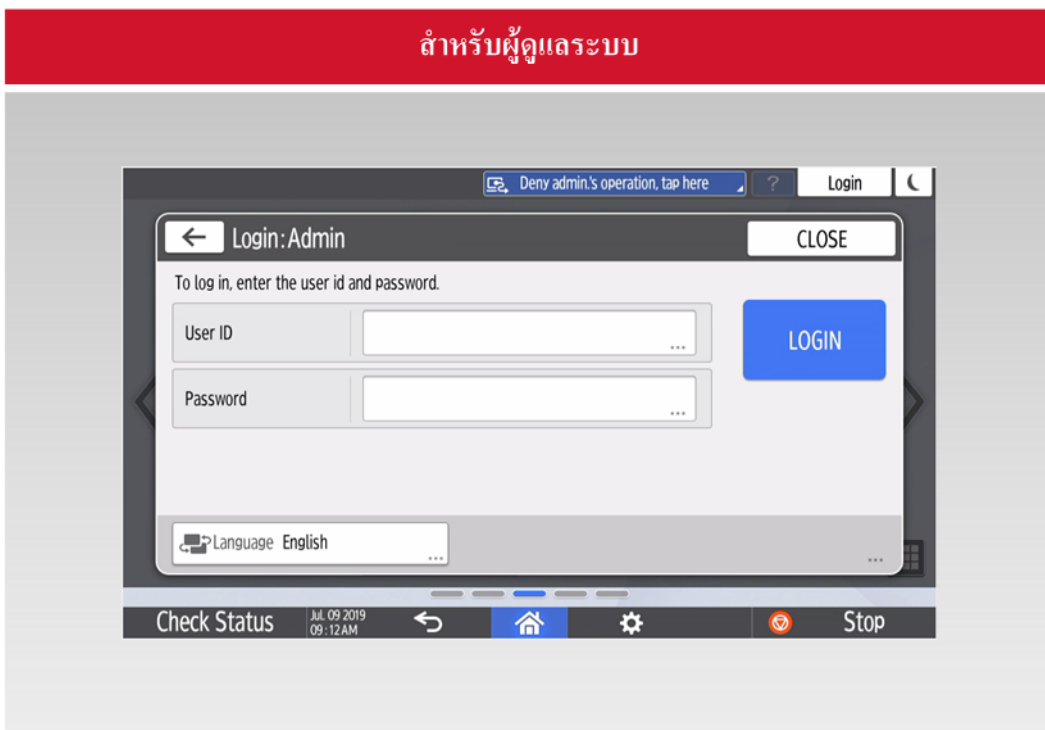 สำหรับผู้ดูแลระบบ
Deny admin.'s operation, tap here
?
Login
Login:Admin
CLOSE
To log in, enter the user id and password.
User ID
...
LOGIN
Password
...
Language English
...
...
Check Status
Jul. 09 2019
09:12AM
Stop